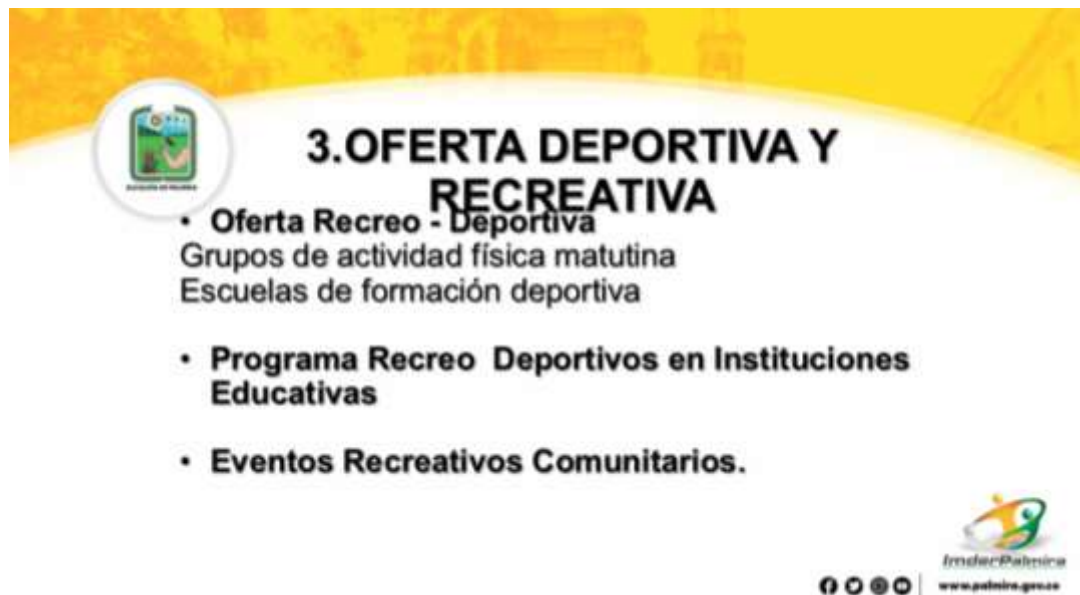 3.OFERTA DEPORTIVA Y
RECREATIVA
• Oferta Recreo - Deportiva
Grupos de actividad física matutina
Escuelas de formación deportiva
• Programa Recreo Deportivos en Instituciones
Educativas
• Eventos Recreativos Comunitarios.
ImderPalmira
www.palmira.gov.co